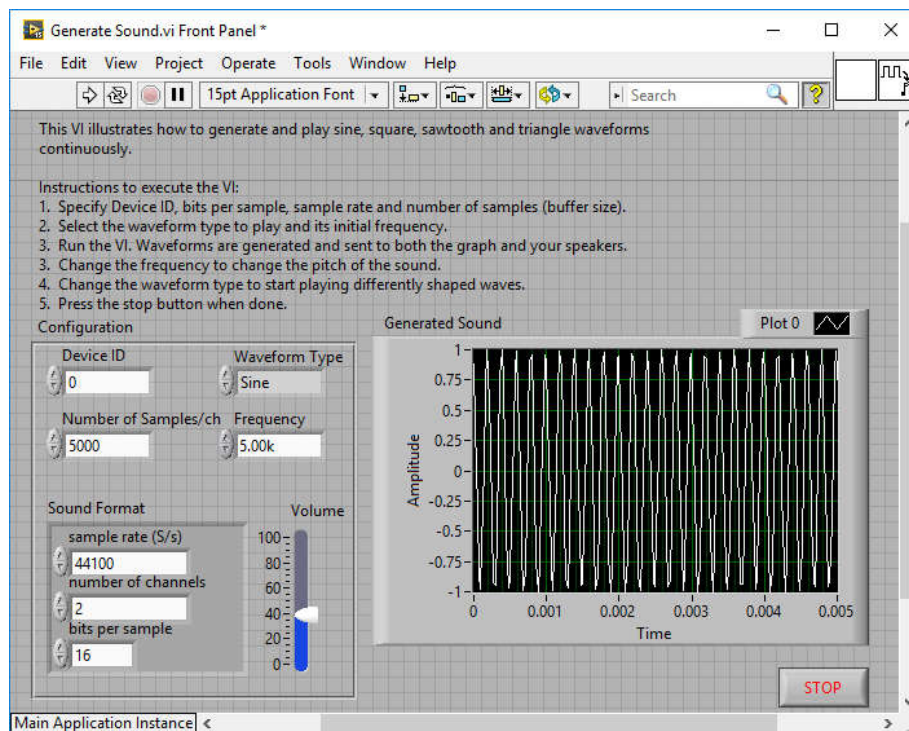 Generate Sound.vi Front Panel *
File Edit View Project Operate Tools Window Help
15pt Application Font
Search
This VI illustrates how to generate and play sine, square, sawtooth and triangle waveforms
continuously.
Instructions to execute the VI:
1. Specify Device ID, bits per sample, sample rate and number of samples (buffer size).
2. Select the waveform type to play and its initial frequency.
3. Run the VI. Waveforms are generated and sent to both the graph and your speakers.
3. Change the frequency to change the pitch of the sound.
4. Change the waveform type to start playing differently shaped waves.
5. Press the stop button when done.
Configuration
Device ID
0
Waveform Type
Sine
Number of Samples/ch
5000
Frequency
5.00k
Sound Format
sample rate (S/s)
44100
number of channels
2
bits per sample
16
Volume
100
80
60
40
20
0
Generated Sound
Plot 0
Amplitude
1
0.75
0.5
0.25
0
-0.25
-0.5
-0.75
-1
0 0.001 0.002 0.003 0.004 0.005
Time
STOP
Main Application Instance